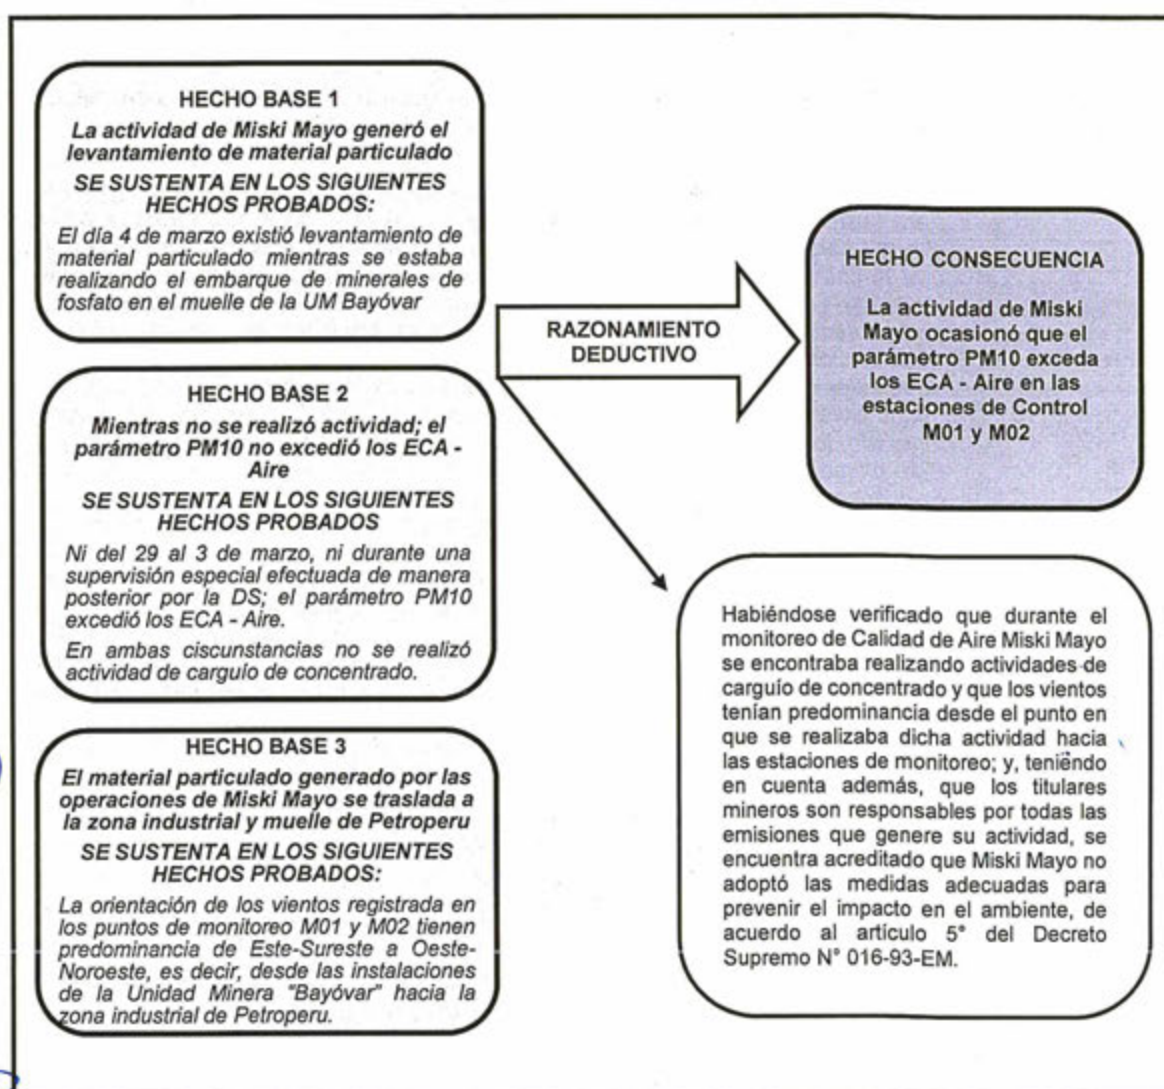 HECHO BASE 1
La actividad de Miski Mayo generó el
levantamiento de material particulado
SE SUSTENTA EN LOS SIGUIENTES
HECHOS PROBADOS:
El día 4 de marzo existió levantamiento de
material particulado mientras se estaba
realizando el embarque de minerales de
fosfato en el muelle de la UM Bayóvar
HECHO BASE 2
Mientras no se realizó actividad; el
parámetro PM10 no excedió los ECA -
Aire
SE SUSTENTA EN LOS SIGUIENTES
HECHOS PROBADOS
Ni del 29 al 3 de marzo, ni durante una
supervisión especial efectuada de manera
posterior por la DS; el parámetro PM10
excedió los ECA - Aire.
En ambas ciscunstancias no se realizó
actividad de carguío de concentrado.
HECHO BASE 3
El material particulado generado por las
operaciones de Miski Mayo se traslada a
la zona industrial y muelle de Petroperu
SE SUSTENTA EN LOS SIGUIENTES
HECHOS PROBADOS:
La orientación de los vientos registrada en
los puntos de monitoreo M01 y M02 tienen
predominancia de Este-Sureste a Oeste-
Noroeste, es decir, desde las instalaciones
de la Unidad Minera "Bayóvar" hacia la
zona industrial de Petroperu.
RAZONAMIENTO
DEDUCTIVO
HECHO CONSECUENCIA
La actividad de Miski
Mayo ocasionó que el
parámetro PM10 exceda
los ECA - Aire en las
estaciones de Control
M01 y M02
Habiéndose verificado que durante el
monitoreo de Calidad de Aire Miski Mayo
se encontraba realizando actividades de
carguío de concentrado y que los vientos
tenían predominancia desde el punto en
que se realizaba dicha actividad hacia
las estaciones de monitoreo; y, teniendo
en cuenta además, que los titulares
mineros son responsables por todas las
emisiones que genere su actividad, se
encuentra acreditado que Miski Mayo no
adoptó las medidas adecuadas para
prevenir el impacto en el ambiente, de
acuerdo al artículo 5° del Decreto
Supremo N° 016-93-EM.